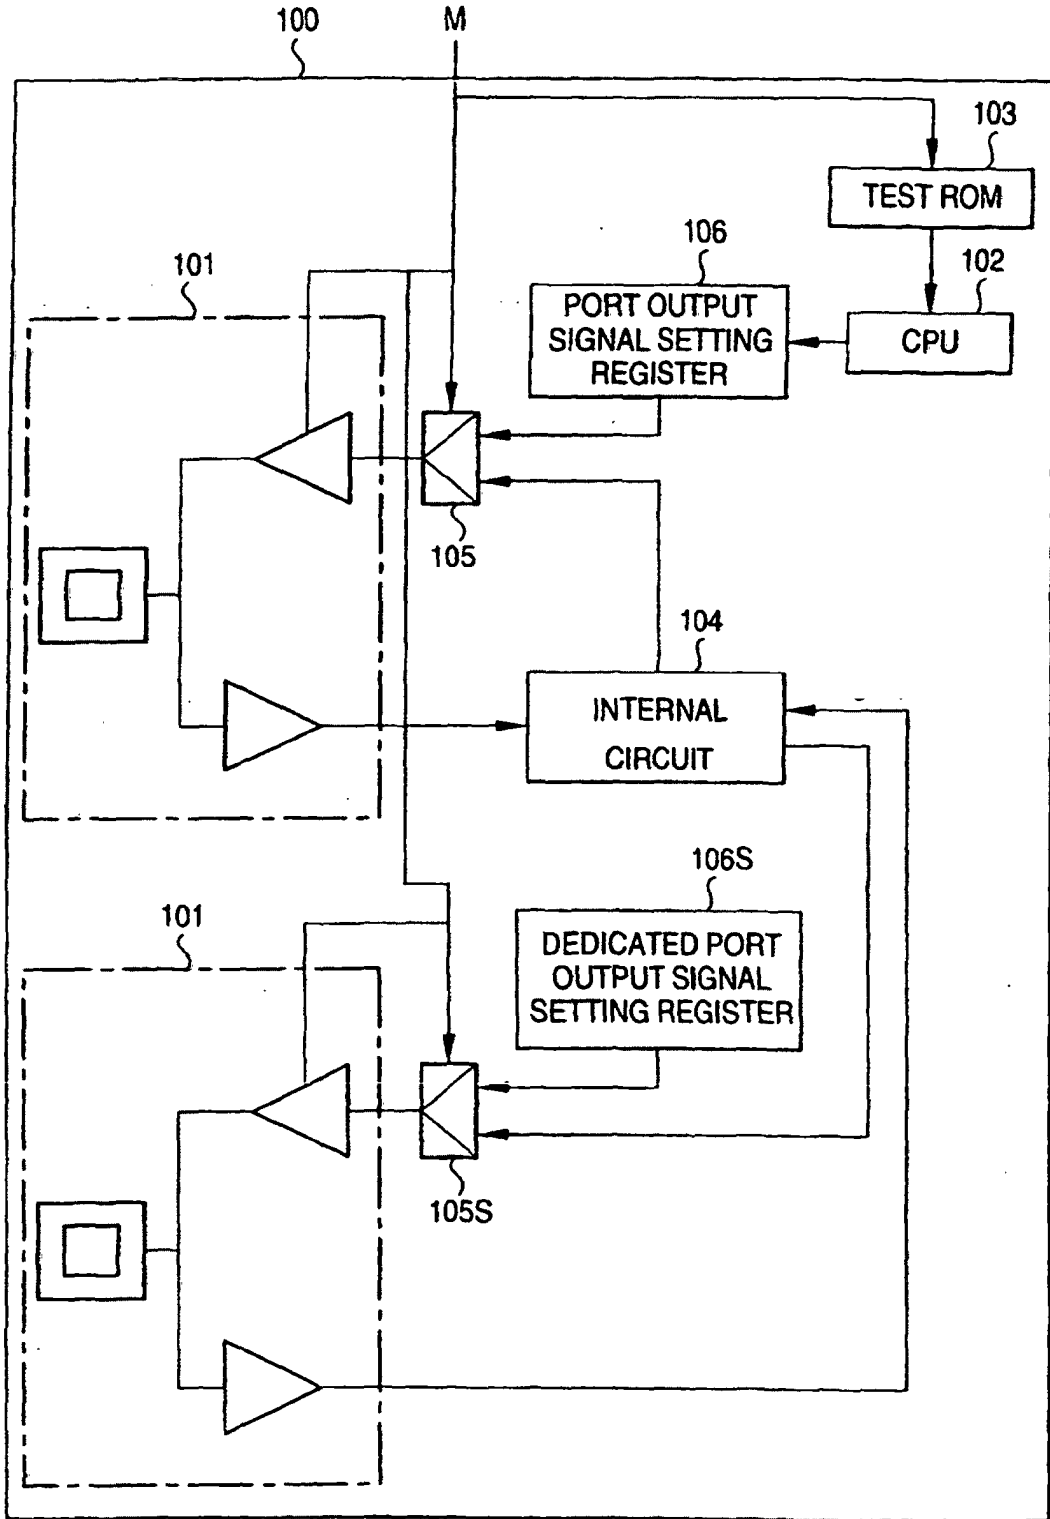 100
M
103
TEST ROM
106
102
101
PORT OUTPUT
SIGNAL SETTING
REGISTER
CPU
105
104
INTERNAL
CIRCUIT
106S
101
DEDICATED PORT
OUTPUT SIGNAL
SETTING REGISTER
105S